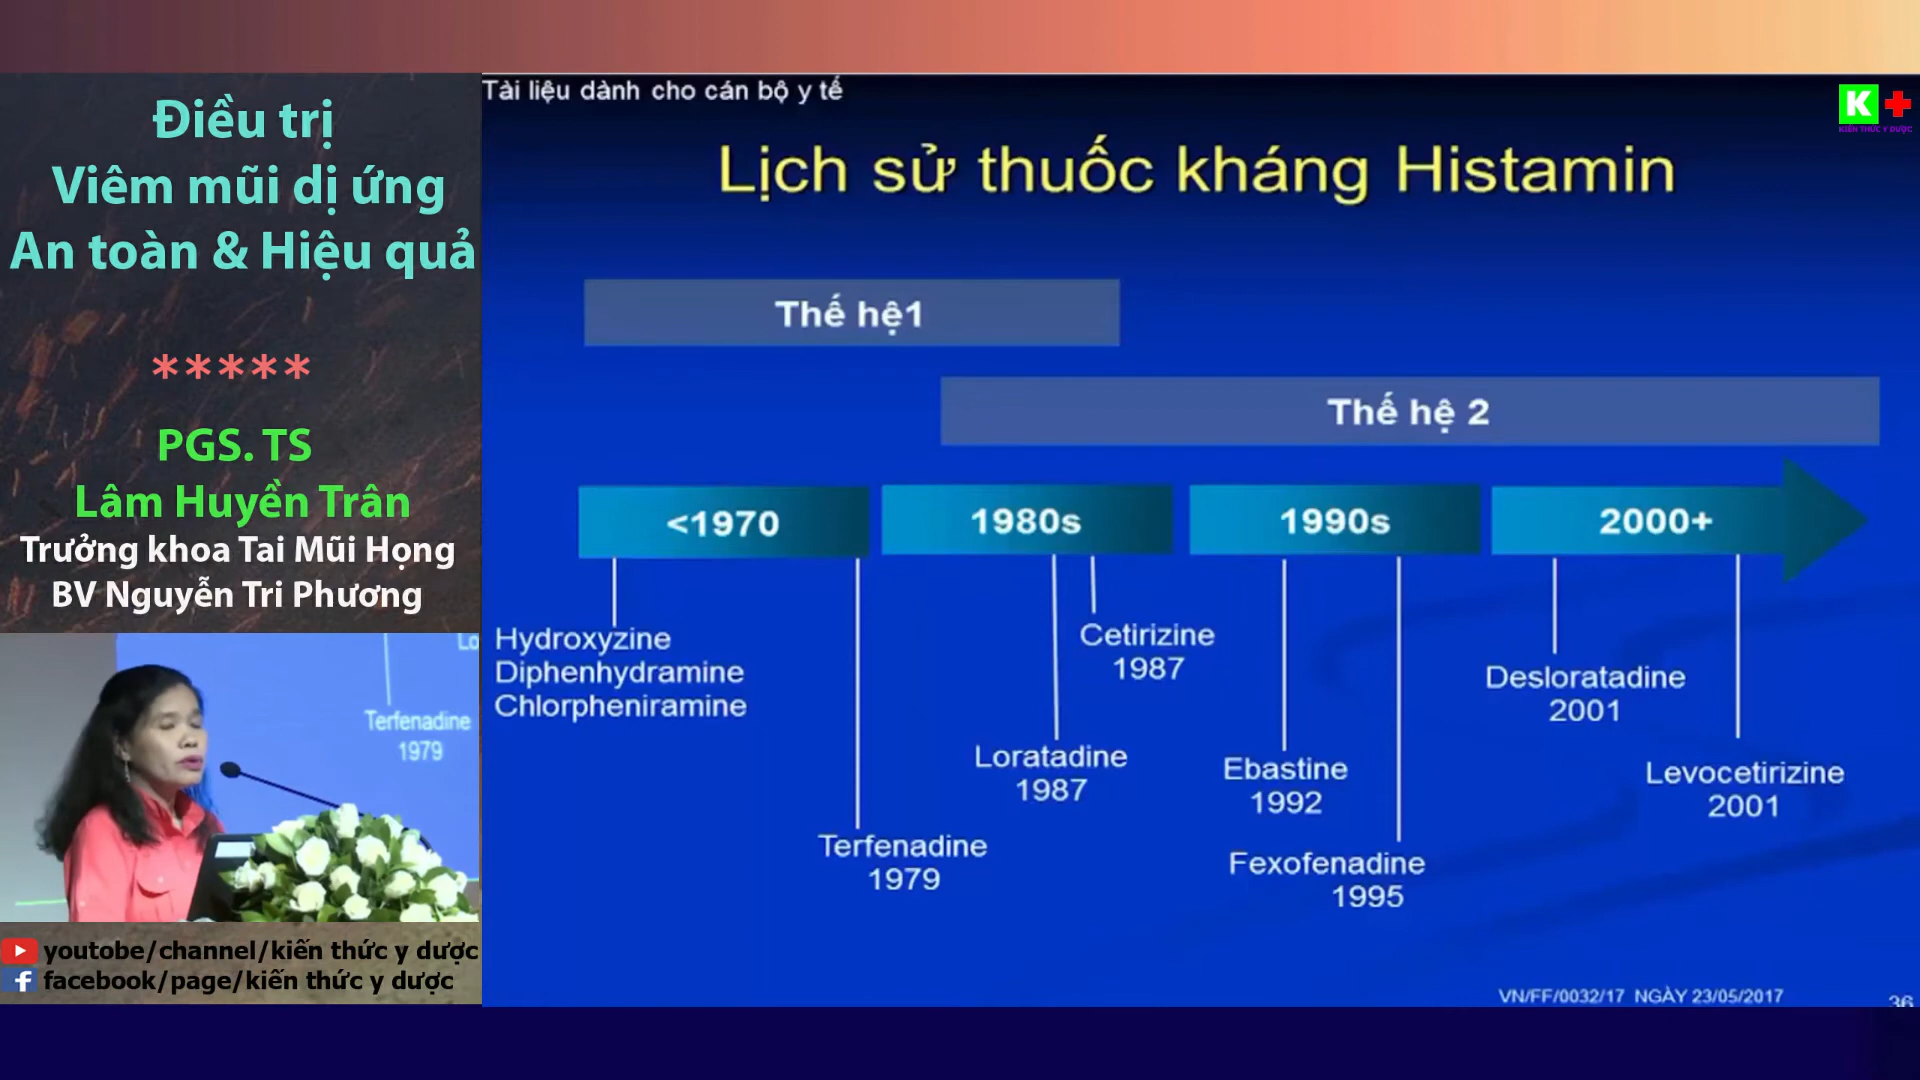 Điều trị
Viêm mũi dị ứng
An toàn & Hiệu quả
*****
PGS. TS
Lâm Huyền Trân
Trưởng khoa Tai Mũi Họng
BV Nguyễn Tri Phương
Lo
Terfenadine
1979
youtobe/channel/kiến thức y dược
f facebook/page/kiến thức y dược
Tài liệu dành cho cán bộ y tế
K
KIẾN THỨC Y DƯỢC
Lịch sử thuốc kháng Histamin
Thế hệ1
Thế hệ 2
<1970
1980s
1990s
2000+
Hydroxyzine
Diphenhydramine
Chlorpheniramine
Terfenadine
1979
Loratadine
1987
Cetirizine
1987
Ebastine
1992
Fexofenadine
1995
Desloratadine
2001
Levocetirizine
2001
VN/FF/0032/17 NGÀY 23/05/2017
36